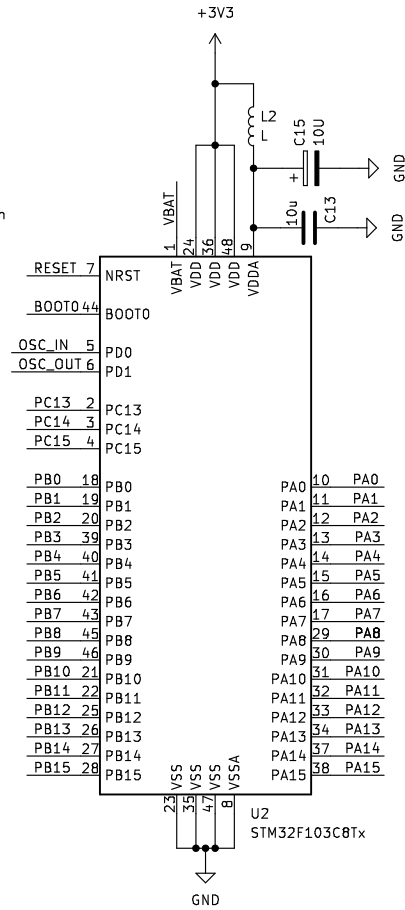 +3V3
L2
L
C15
10U
+
GND
10u
C13
GND
n
VBAT
1 24 36 48 9
VBAT VDD VDD VDD VDDA
RESET 7 NRST
BOOT0 44 BOOT0
OSC_IN 5 PD0
OSC_OUT 6 PD1
PC13 2 PC13
PC14 3 PC14
PC15 4 PC15
PB0 18 PB0 PA0 10 PA0
PB1 19 PB1 PA1 11 PA1
PB2 20 PB2 PA2 12 PA2
PB3 39 PB3 PA3 13 PA3
PB4 40 PB4 PA4 14 PA4
PB5 41 PB5 PA5 15 PA5
PB6 42 PB6 PA6 16 PA6
PB7 43 PB7 PA7 17 PA7
PB8 45 PB8 PA8 29 PA8
PB9 46 PB9 PA9 30 PA9
PB10 21 PB10 PA10 31 PA10
PB11 22 PB11 PA11 32 PA11
PB12 25 PB12 PA12 33 PA12
PB13 26 PB13 PA13 34 PA13
PB14 27 PB14 PA14 37 PA14
PB15 28 PB15 PA15 38 PA15
VSS VSS VSS VSSA
23 35 47 8
U2
STM32F103C8Tx
GND